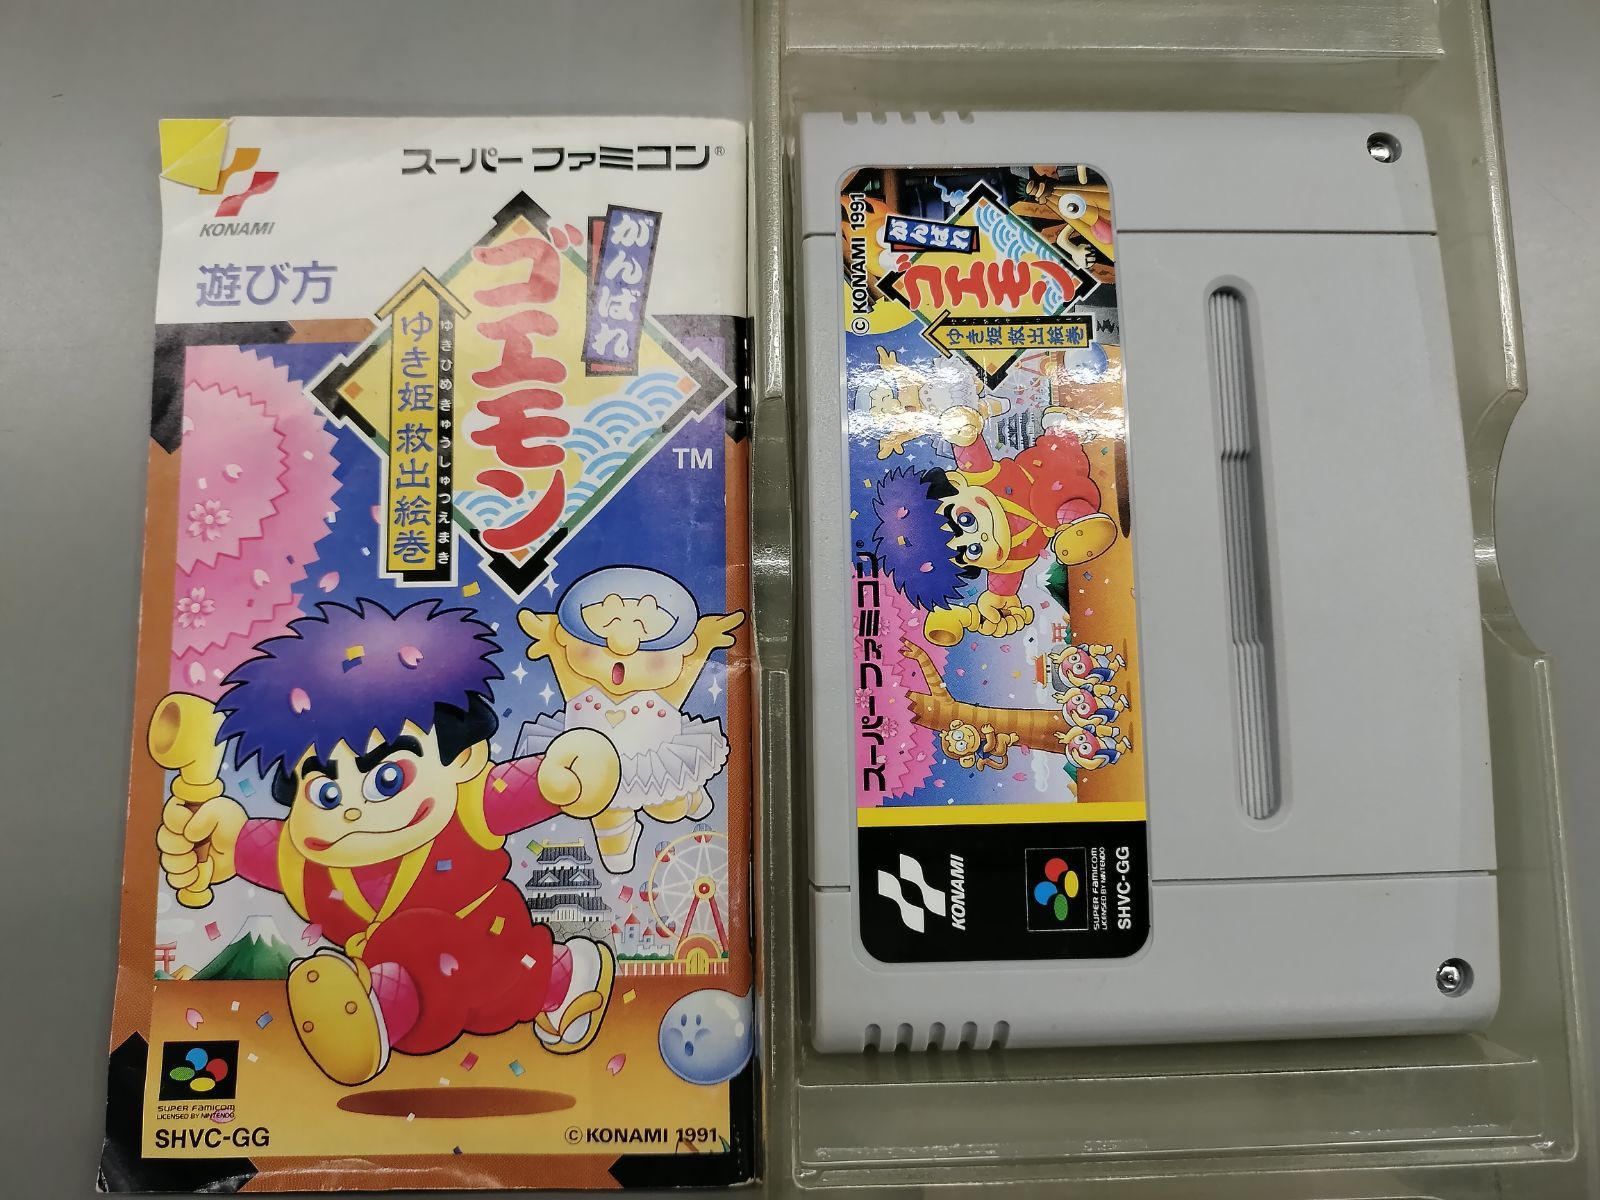 スーパーファミコン®
KONAMI
遊び方
がんばれ
ゴエモン
ゆきひめきゅうしゅつえまき
ゆき姫救出絵巻
TM
SUPER FAMICOM
LICENSED BY NINTENDO
SHVC-GG
© KONAMI 1991
© KONAMI 1991
がんばれ
ゴエモン
TM
ゆき姫救出絵巻
スーパーファミコン®
KONAMI
SUPER FAMICOM
LICENSED BY NINTENDO
SHVC-GG